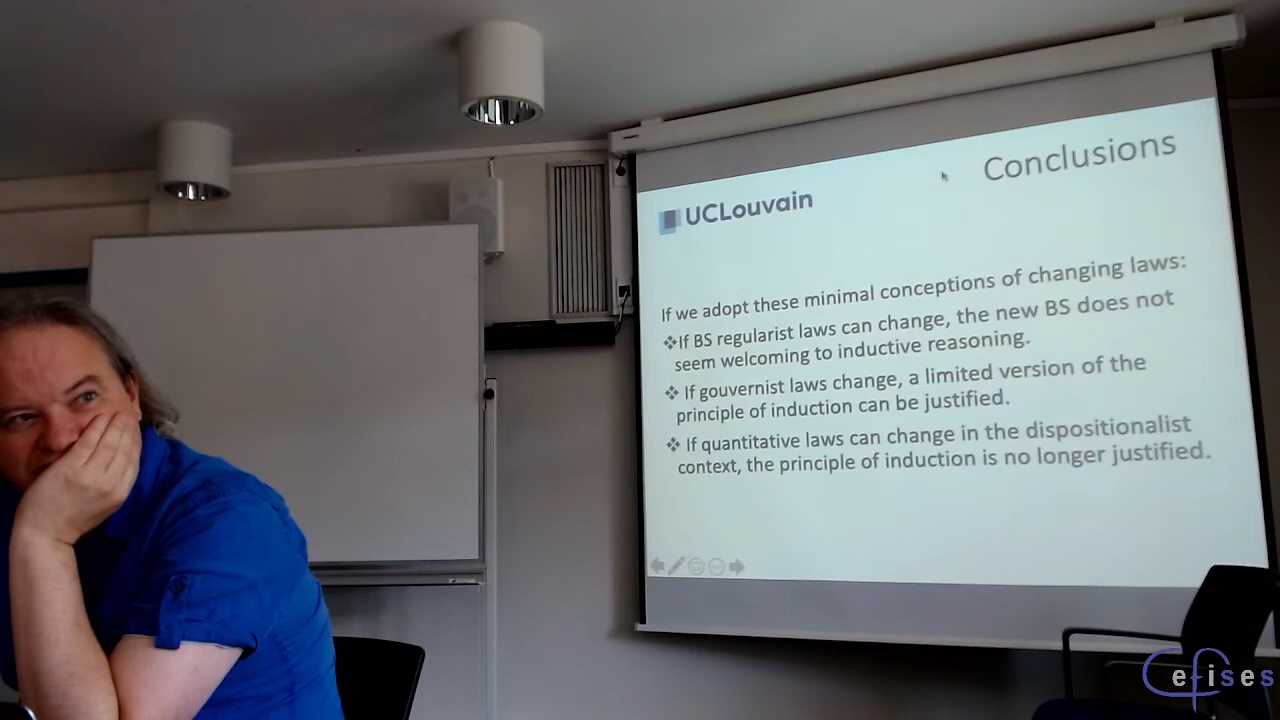 Conclusions
UCLouvain
If we adopt these minimal conceptions of changing laws:
❖If BS regularist laws can change, the new BS does not
seem welcoming to inductive reasoning.
❖ If gouvernist laws change, a limited version of the
principle of induction can be justified.
❖ If quantitative laws can change in the dispositionalist
context, the principle of induction is no longer justified.
Cefises